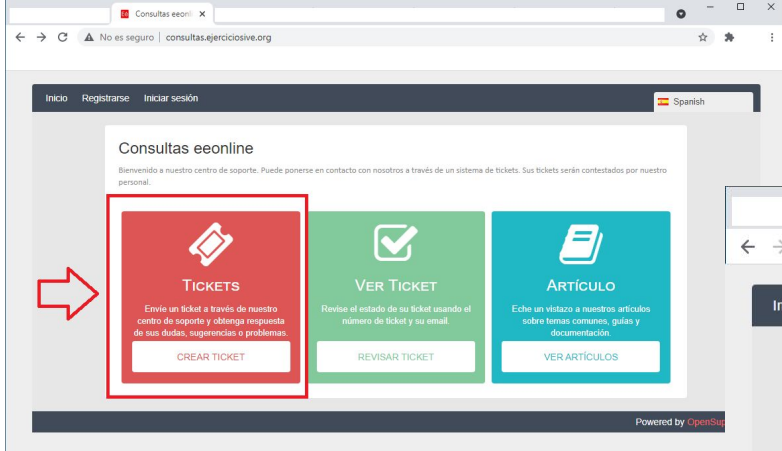 Consultas eeonli
No es seguro | consultas.ejerciciosive.org
Inicio Registrarse Iniciar sesión
Spanish
Consultas eeonline
Bienvenido a nuestro centro de soporte. Puede ponerse en contacto con nosotros a través de un sistema de tickets. Sus tickets serán contestados por nuestro
personal.
TICKETS
Envíe un ticket a través de nuestro
centro de soporte y obtenga respuesta
de sus dudas, sugerencias o problemas.
CREAR TICKET
VER TICKET
Revise el estado de su ticket usando el
número de ticket y su email.
REVISAR TICKET
ARTÍCULO
Eche un vistazo a nuestros artículos
sobre temas comunes, guías y
documentación.
VER ARTÍCULOS
Powered by OpenSup